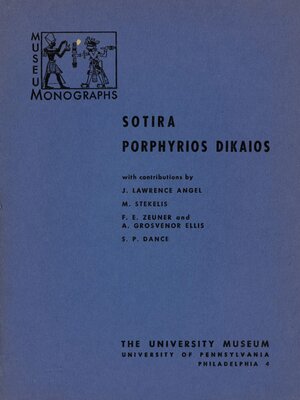 MUSEUM
MONOGRAPHS
SOTIRA
PORPHYRIOS DIKAIOS
with contributions by
J. LAWRENCE ANGEL
M. STEKELIS
F. E. ZEUNER and
A. GROSVENOR ELLIS
S. P. DANCE
THE UNIVERSITY MUSEUM
UNIVERSITY OF PENNSYLVANIA
PHILADELPHIA 4